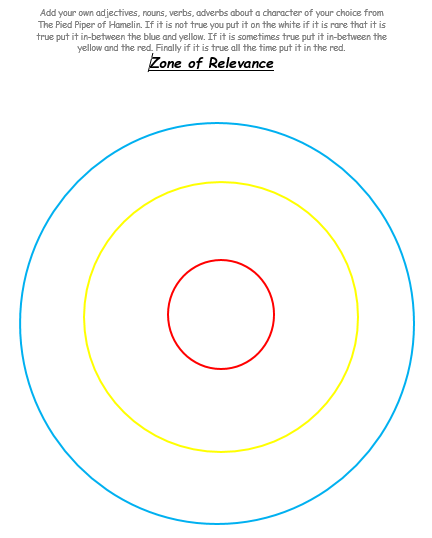 Add your own adjectives, nouns, verbs, adverbs about a character of your choice from
The Pied Piper of Hamelin. If it is not true you put it on the white if it is rare that it is
true put it in-between the blue and yellow. If it is sometimes true put it in-between the
yellow and the red. Finally if it is true all the time put it in the red.
Zone of Relevance